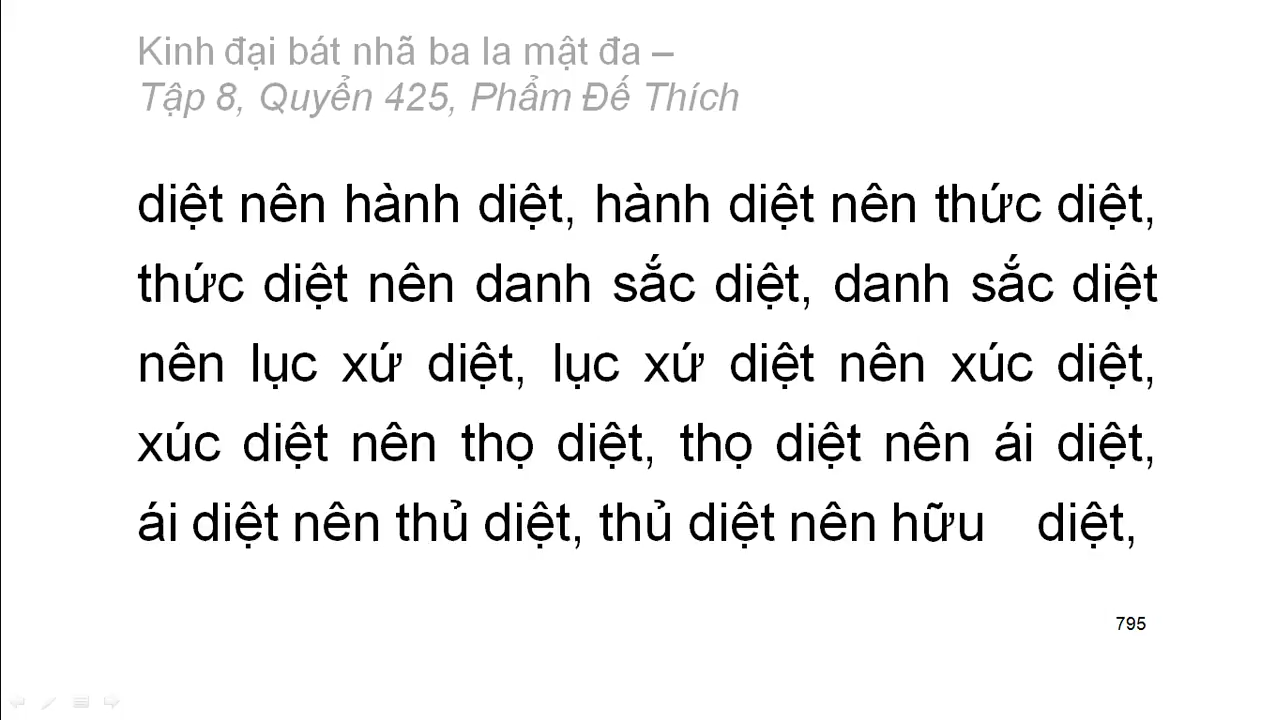 Kinh đại bát nhã ba la mật đa –
Tập 8, Quyển 425, Phẩm Đế Thích
diệt nên hành diệt, hành diệt nên thức diệt,
thức diệt nên danh sắc diệt, danh sắc diệt
nên lục xứ diệt, lục xứ diệt nên xúc diệt,
xúc diệt nên thọ diệt, thọ diệt nên ái diệt,
ái diệt nên thủ diệt, thủ diệt nên hữu diệt,
795